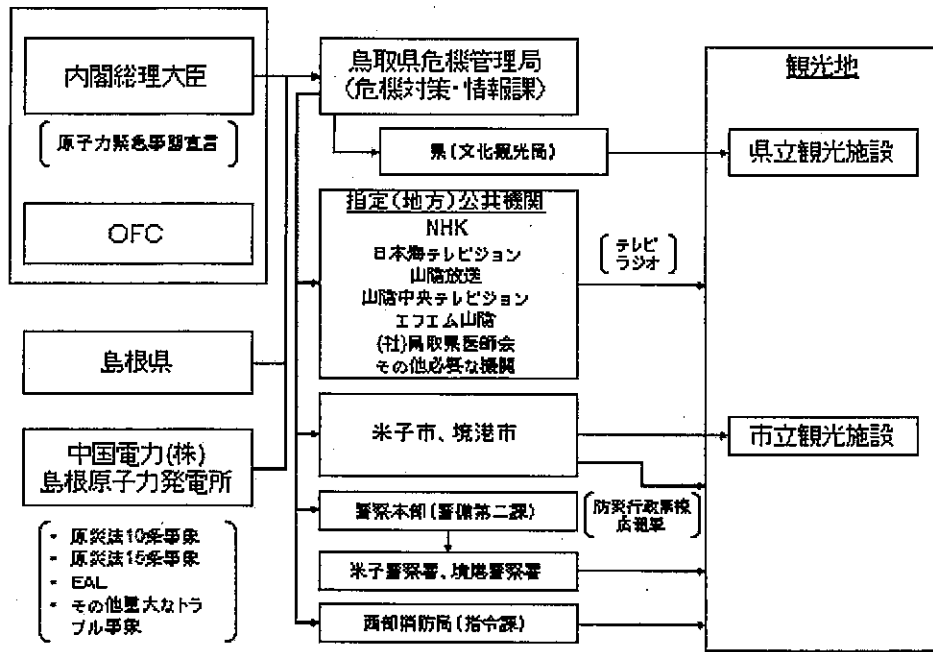 内閣総理大臣
原子力緊急事態宣言
OFC
島根県
中国電力(株)
島根原子力発電所
・ 原災法10条事象
・ 原災法15条事象
・ EAL
・ その他重大なトラ
ブル事象
鳥取県危機管理局
(危機対策・情報課)
県(文化観光局)
指定(地方)公共機関
NHK
日本海テレビジョン
山陰放送
山陰中央テレビジョン
エフエム山陰
(社)鳥取県医師会
その他必要な機関
米子市、境港市
警察本部(警備第二課)
米子警察署、境港警察署
西部消防局(指令課)
テレビ
ラジオ
防災行政無線
広報車
観光地
県立観光施設
市立観光施設